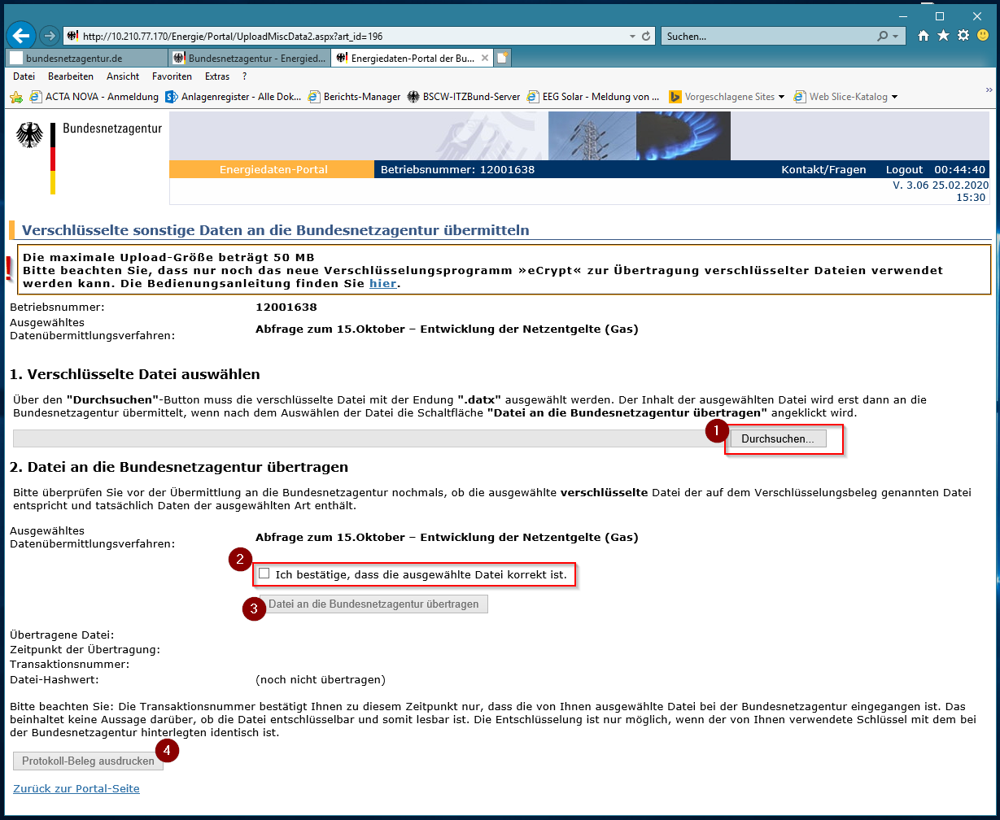 http://10.210.77.170/Energie/Portal/UploadMiscData2.aspx?art_id=196
Suchen...
bundesnetzagentur.de
Bundesnetzagentur - Energied...
Energiedaten-Portal der Bu...
Datei Bearbeiten Ansicht Favoriten Extras ?
ACTA NOVA - Anmeldung Anlagenregister - Alle Dok... Berichts-Manager BSCW-ITZBund-Server EEG Solar - Meldung von ... Vorgeschlagene Sites Web Slice-Katalog
Bundesnetzagentur
Energiedaten-Portal Betriebsnummer: 12001638 Kontakt/Fragen Logout 00:44:40
V. 3.06 25.02.2020
15:30
Verschlüsselte sonstige Daten an die Bundesnetzagentur übermitteln
Die maximale Upload-Größe beträgt 50 MB
! Bitte beachten Sie, dass nur noch das neue Verschlüsselungsprogramm »eCrypt« zur Übertragung verschlüsselter Dateien verwendet
werden kann. Die Bedienungsanleitung finden Sie hier.
Betriebsnummer: 12001638
Ausgewähltes
Datenübermittlungsverfahren: Abfrage zum 15.Oktober – Entwicklung der Netzentgelte (Gas)
1. Verschlüsselte Datei auswählen
Über den "Durchsuchen"-Button muss die verschlüsselte Datei mit der Endung ".datx" ausgewählt werden. Der Inhalt der ausgewählten Datei wird erst dann an die
Bundesnetzagentur übermittelt, wenn nach dem Auswählen der Datei die Schaltfläche "Datei an die Bundesnetzagentur übertragen" angeklickt wird.
1 Durchsuchen...
2. Datei an die Bundesnetzagentur übertragen
Bitte überprüfen Sie vor der Übermittlung an die Bundesnetzagentur nochmals, ob die ausgewählte verschlüsselte Datei der auf dem Verschlüsselungsbeleg genannten Datei
entspricht und tatsächlich Daten der ausgewählten Art enthält.
Ausgewähltes
Datenübermittlungsverfahren: Abfrage zum 15.Oktober – Entwicklung der Netzentgelte (Gas)
2 Ich bestätige, dass die ausgewählte Datei korrekt ist.
3 Datei an die Bundesnetzagentur übertragen
Übertragene Datei:
Zeitpunkt der Übertragung:
Transaktionsnummer:
Datei-Hashwert: (noch nicht übertragen)
Bitte beachten Sie: Die Transaktionsnummer bestätigt Ihnen zu diesem Zeitpunkt nur, dass die von Ihnen ausgewählte Datei bei der Bundesnetzagentur eingegangen ist. Das
beinhaltet keine Aussage darüber, ob die Datei entschlüsselbar und somit lesbar ist. Die Entschlüsselung ist nur möglich, wenn der von Ihnen verwendete Schlüssel mit dem bei
der Bundesnetzagentur hinterlegten identisch ist.
4
Protokoll-Beleg ausdrucken
Zurück zur Portal-Seite